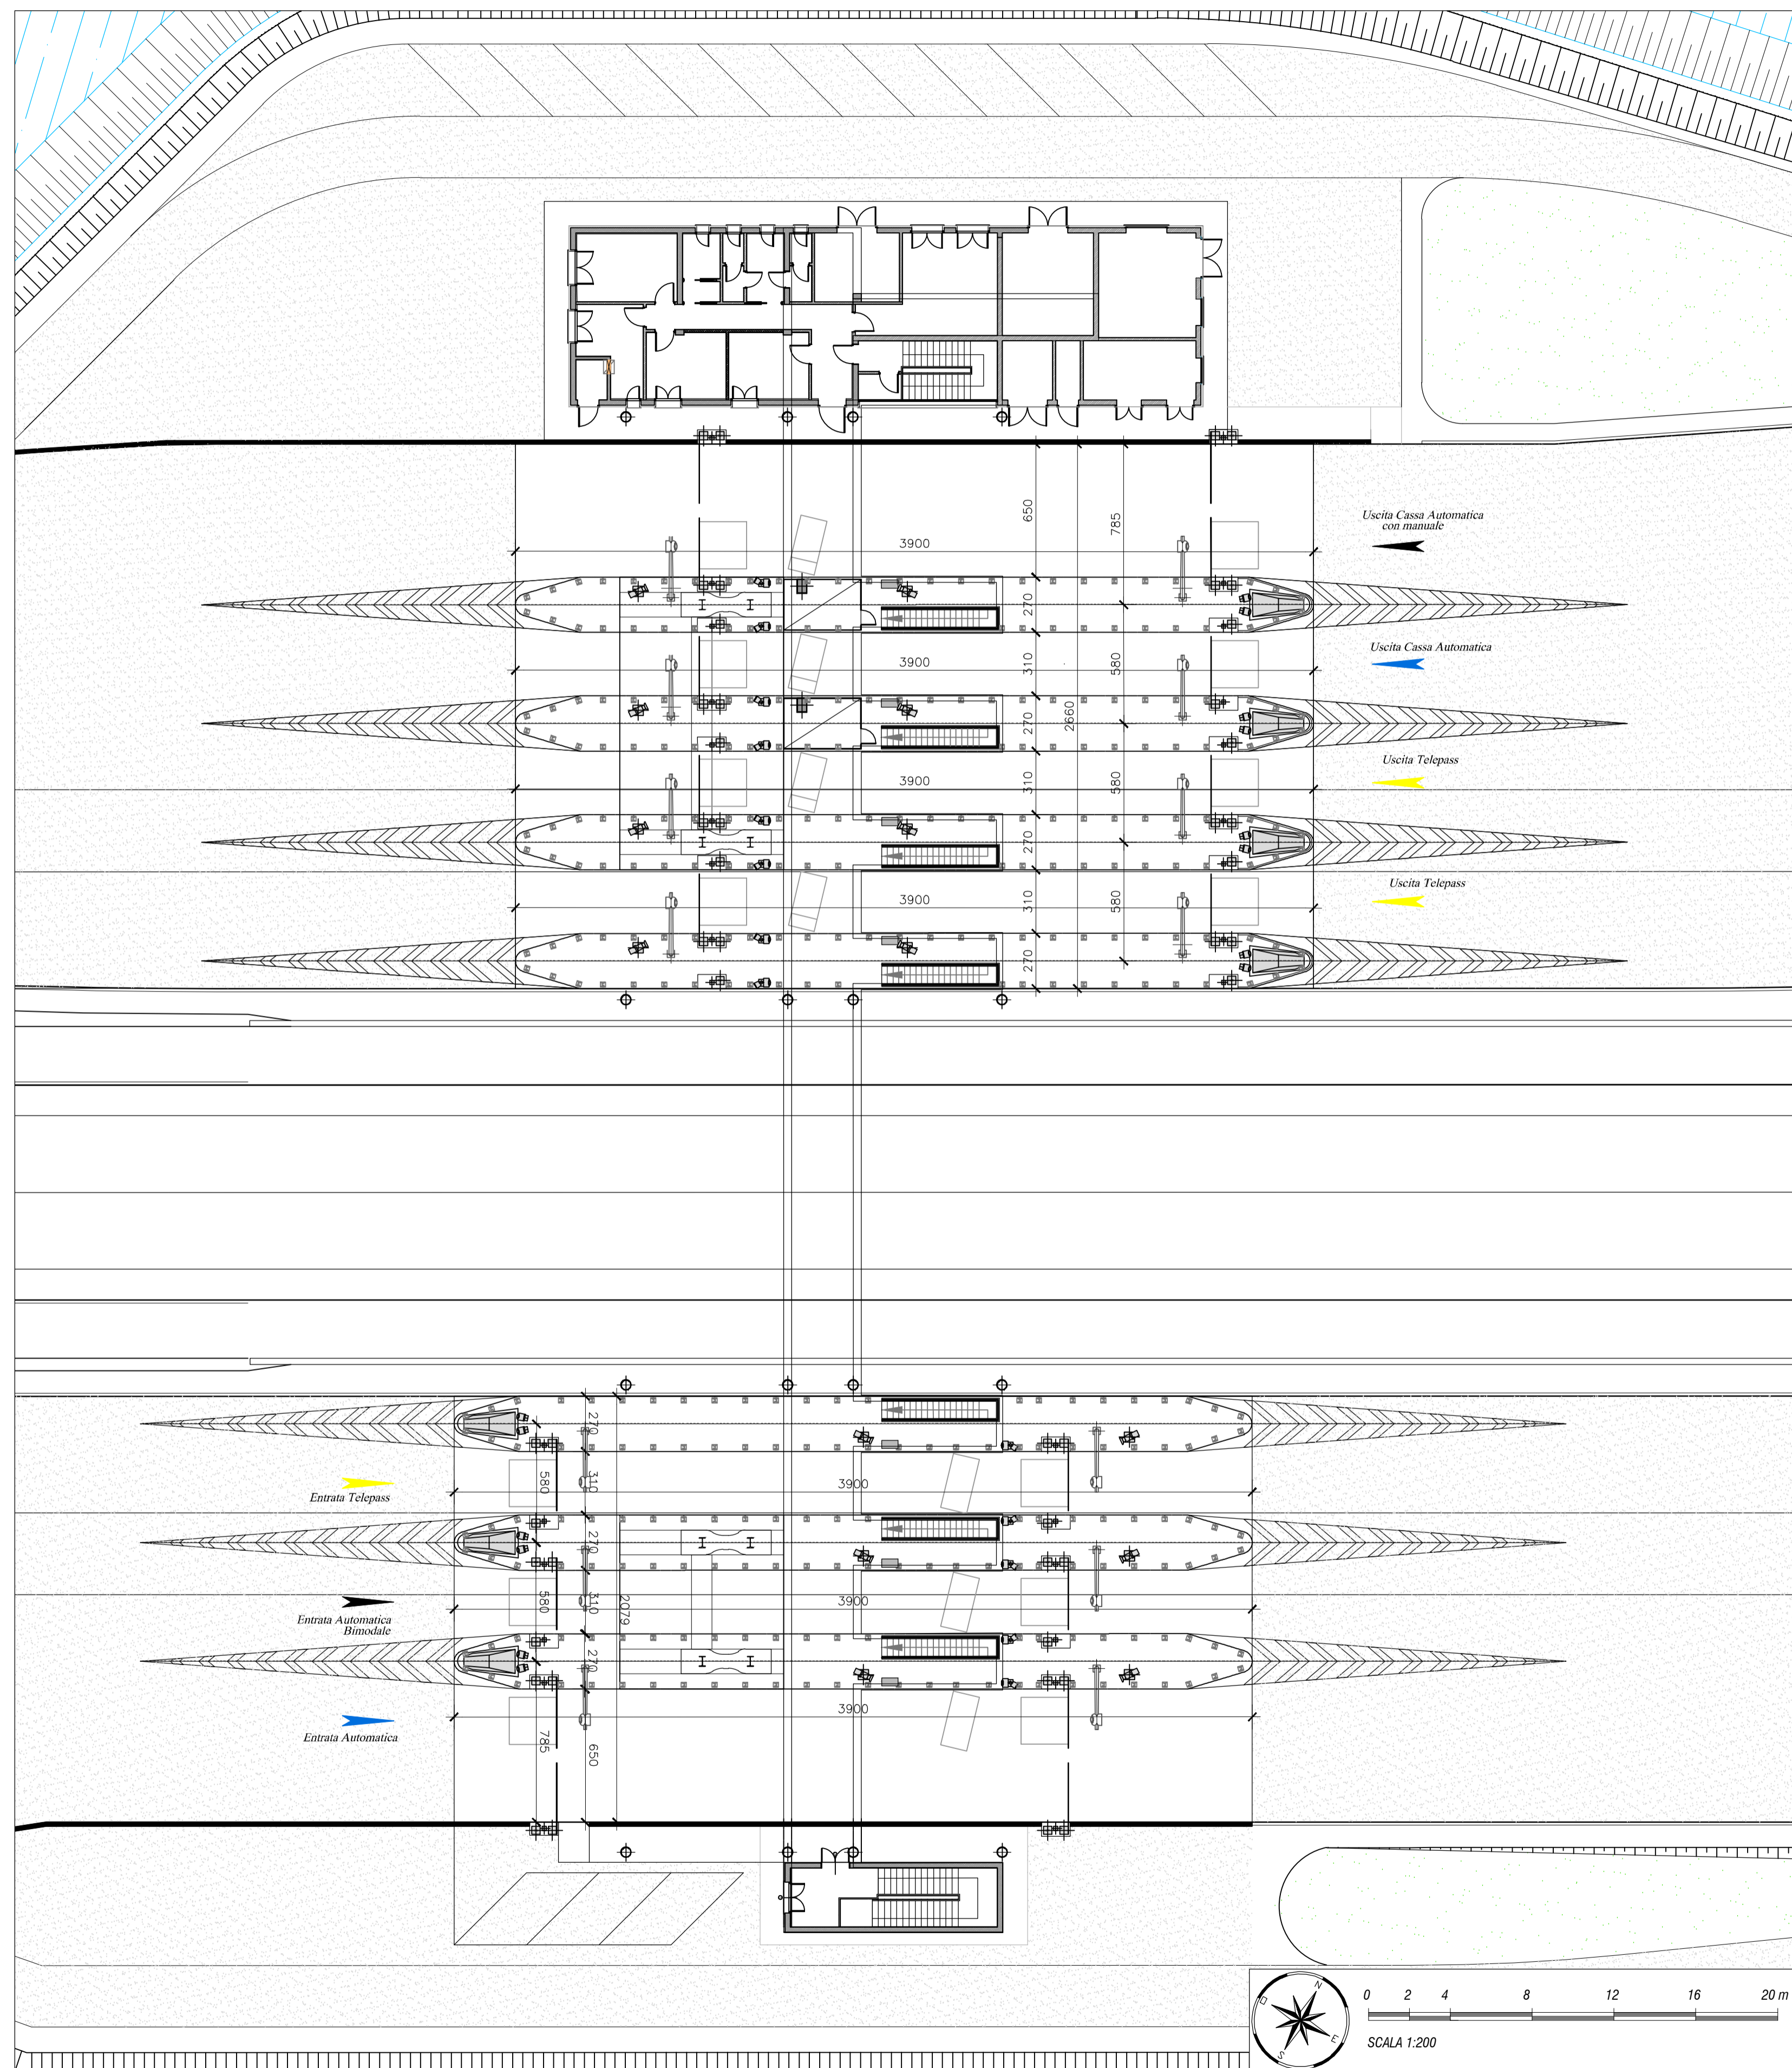 650
785
Uscita Cassa Automatica
con manuale
3900
270
Uscita Cassa Automatica
3900
310
580
270
2660
Uscita Telepass
3900
310
580
270
Uscita Telepass
3900
310
580
270
270
Entrata Telepass
580
310
3900
270
Entrata Automatica
Bimodale
580
310
2079
3900
270
Entrata Automatica
3900
785
650
N
O
E
S
0 2 4 8 12 16 20 m
SCALA 1:200